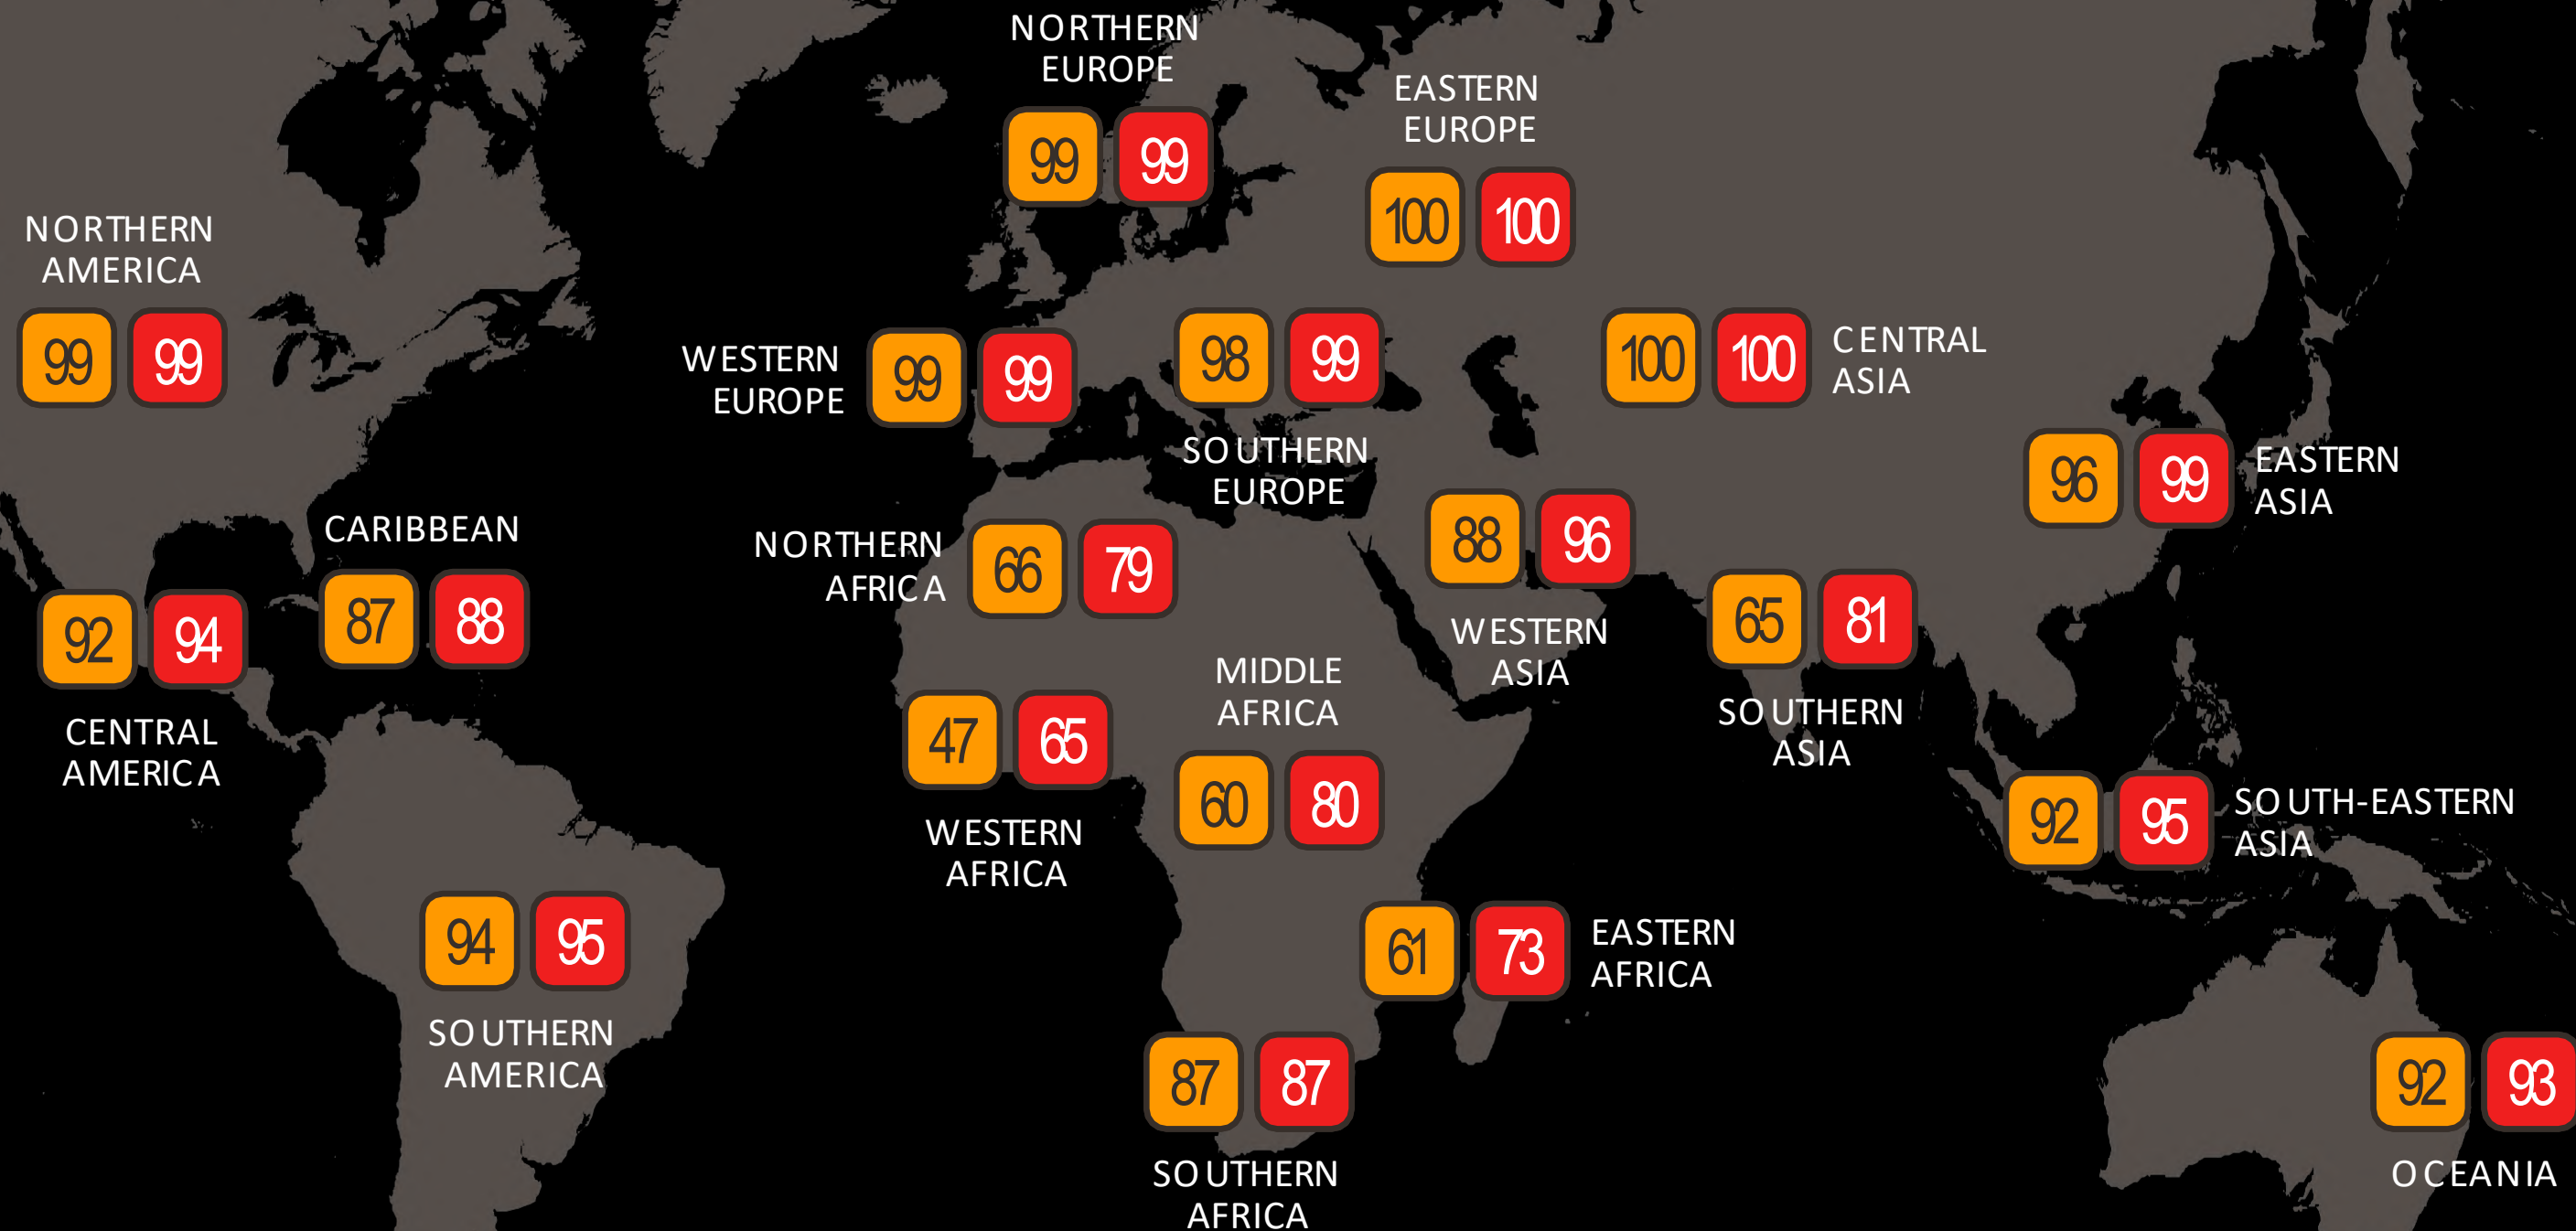 NORTHERN
EUROPE
99 99
EASTERN
EUROPE
100 100
NORTHERN
AMERICA
99 99
WESTERN
EUROPE
99 99
98 99
SOUTHERN
EUROPE
100 100
CENTRAL
ASIA
96 99
EASTERN
ASIA
CARIBBEAN
87 88
92 94
CENTRAL
AMERICA
NORTHERN
AFRICA
66 79
88 96
WESTERN
ASIA
65 81
SOUTHERN
ASIA
47 65
WESTERN
AFRICA
MIDDLE
AFRICA
60 80
92 95
SOUTH-EASTERN
ASIA
94 95
SOUTHERN
AMERICA
61 73
EASTERN
AFRICA
87 87
SOUTHERN
AFRICA
92 93
OCEANIA